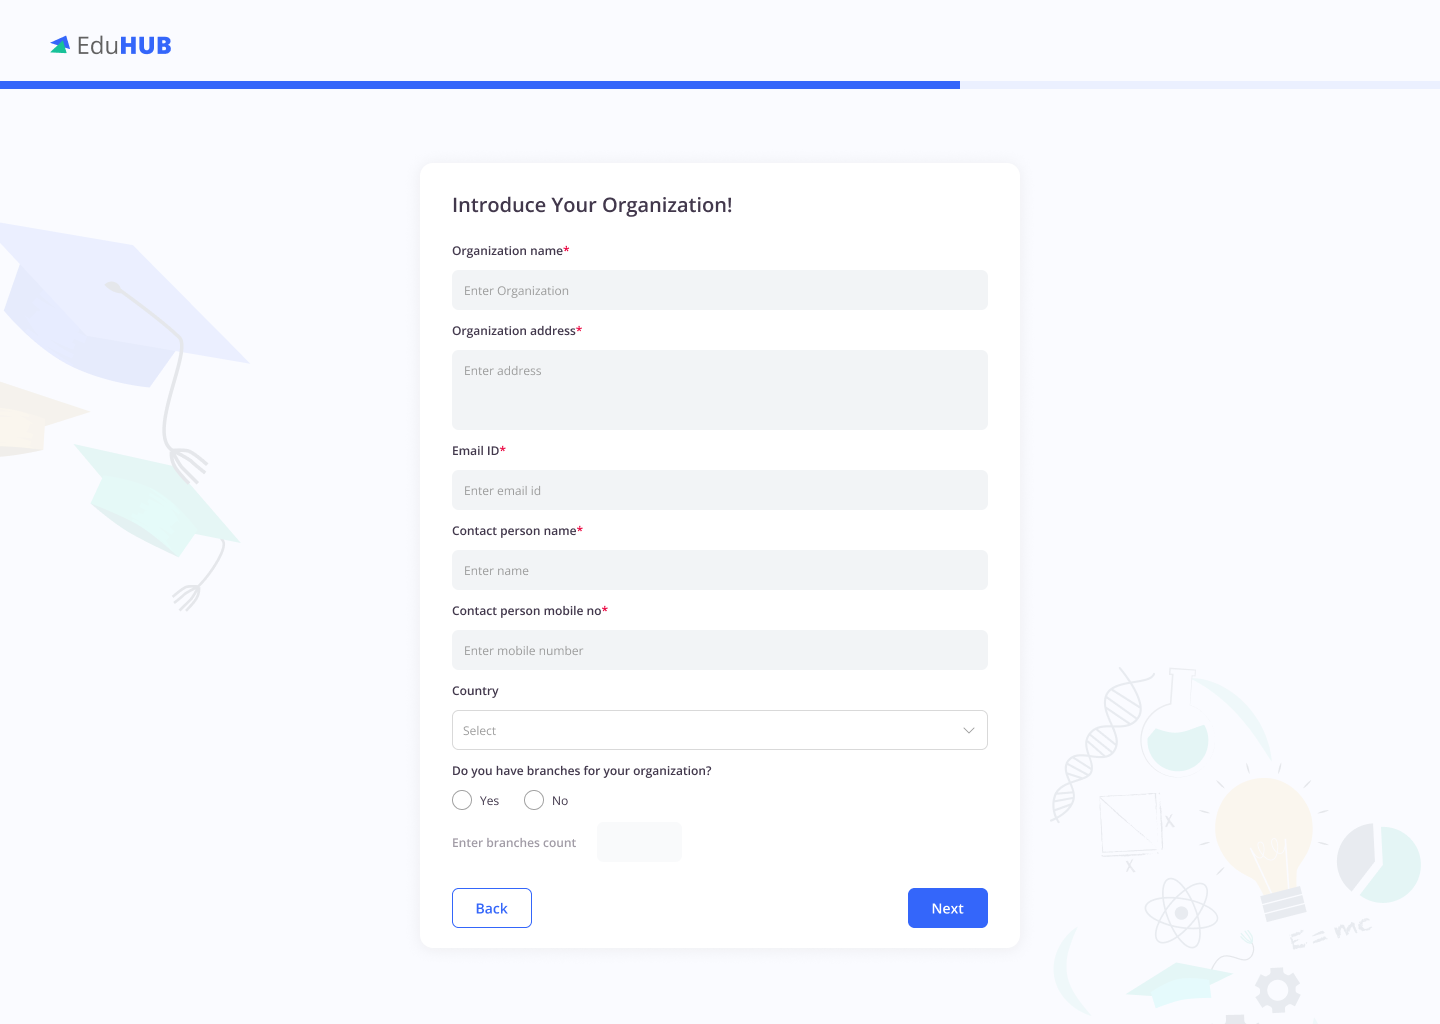 EduHUB
Introduce Your Organization!
Organization name*
Enter Organization
Organization address*
Enter address
Email ID*
Enter email id
Contact person name*
Enter name
Contact person mobile no*
Enter mobile number
Country
Select
Do you have branches for your organization?
Yes No
Enter branches count
Back Next
x
x
E = mc